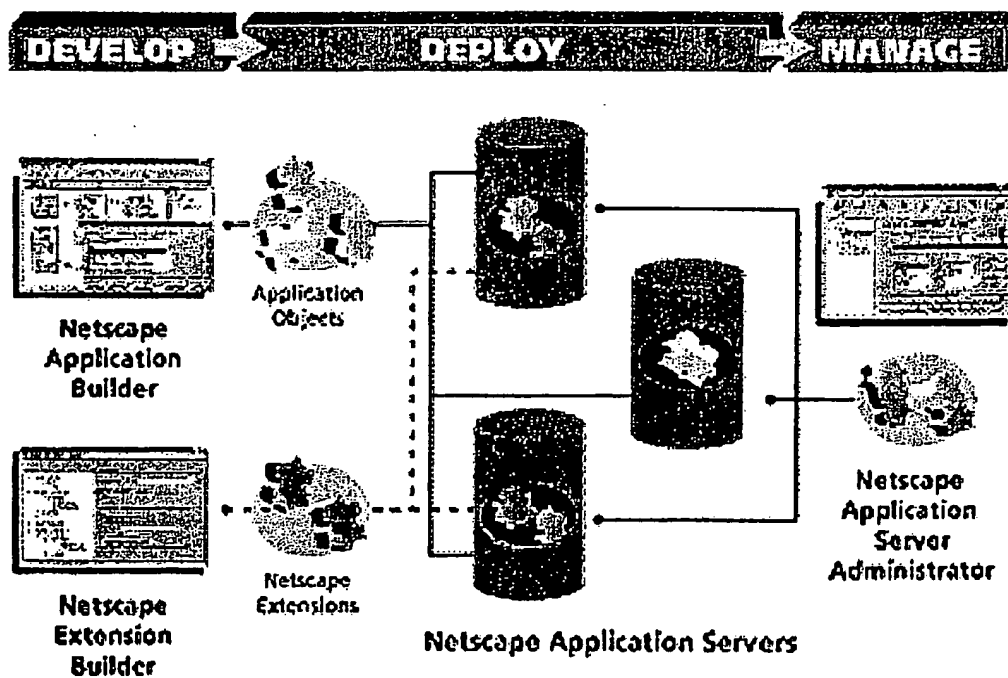 DEVELOP
DEPLOY
MANAGE
Application
Objects
Netscape
Application
Builder
Netscape
Extensions
Netscape
Extension
Builder
Netscape Application Servers
Netscape
Application
Server
Administrator